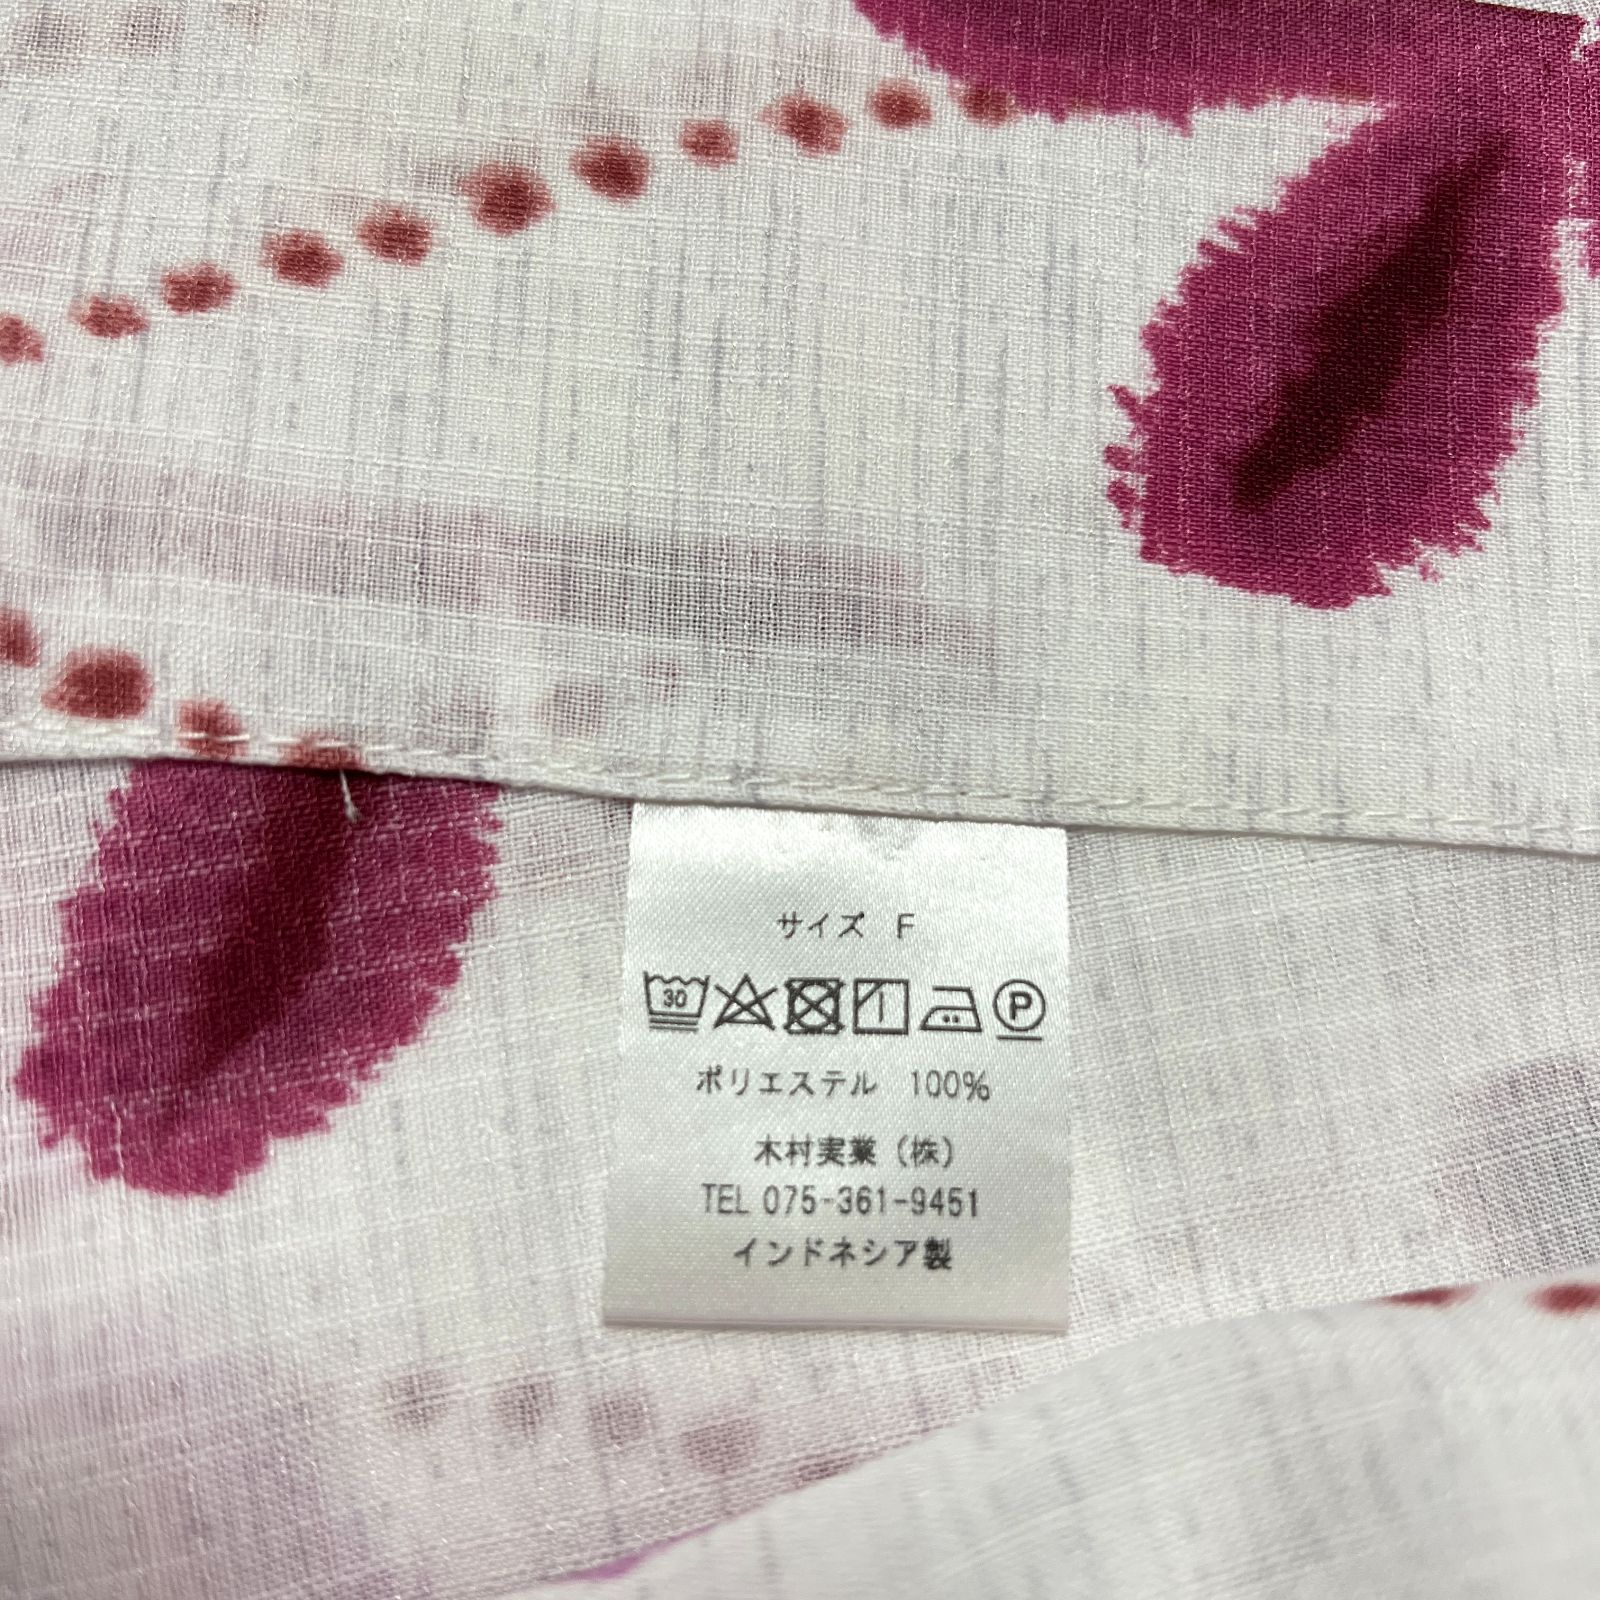 サイズ F
30 P
ポリエステル 100%
木村実業（株）
TEL 075-361-9451
インドネシア製